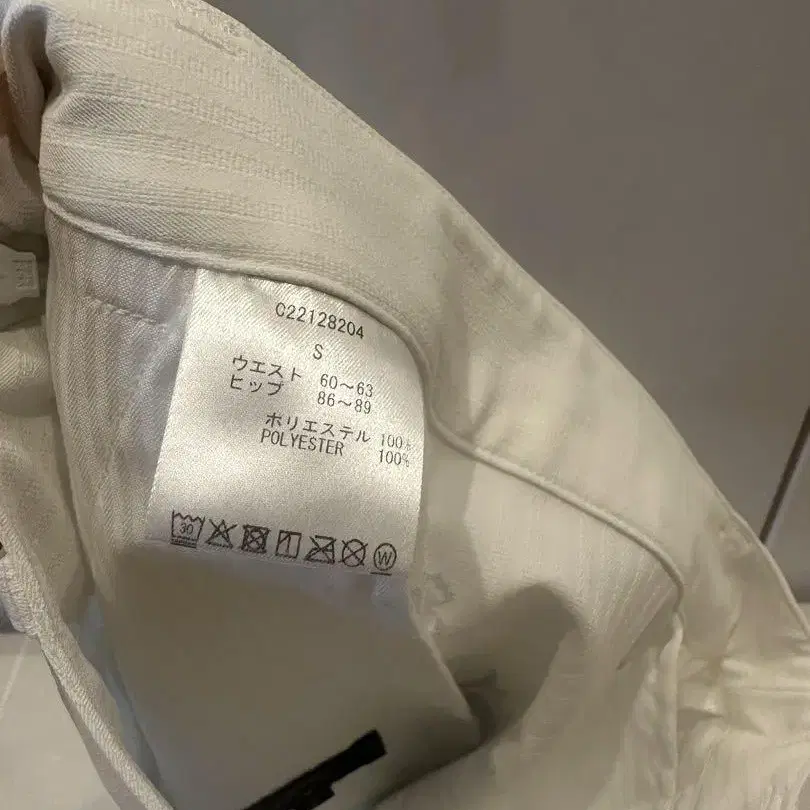 C22128204
S
ウエスト 60～63
ヒップ 86～89
ポリエステル 100%
POLYESTER 100%
30
W